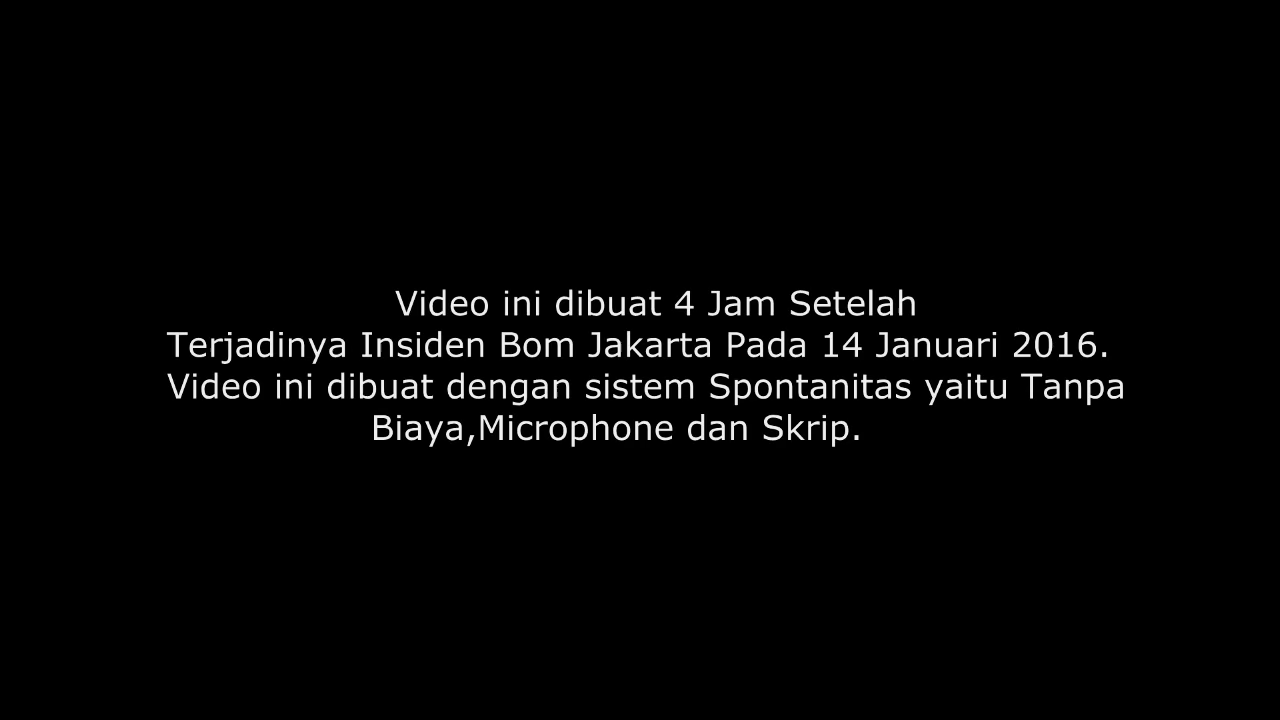 Video ini dibuat 4 Jam Setelah
Terjadinya Insiden Bom Jakarta Pada 14 Januari 2016.
Video ini dibuat dengan sistem Spontanitas yaitu Tanpa
Biaya,Microphone dan Skrip.